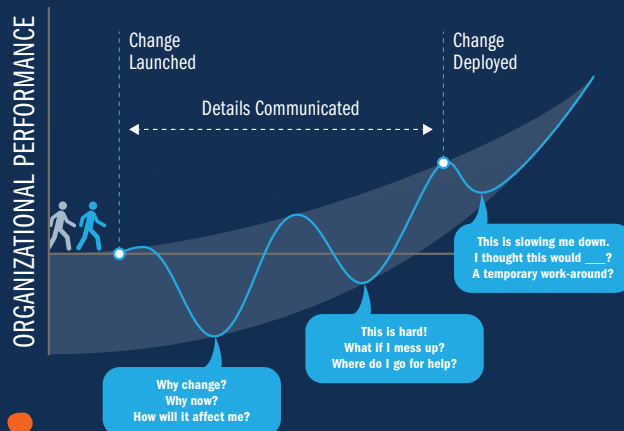 ORGANIZATIONAL PERFORMANCE
Change
Launched
Change
Deployed
Details Communicated
This is slowing me down.
I thought this would ___?
A temporary work-around?
This is hard!
What if I mess up?
Where do I go for help?
Why change?
Why now?
How will it affect me?